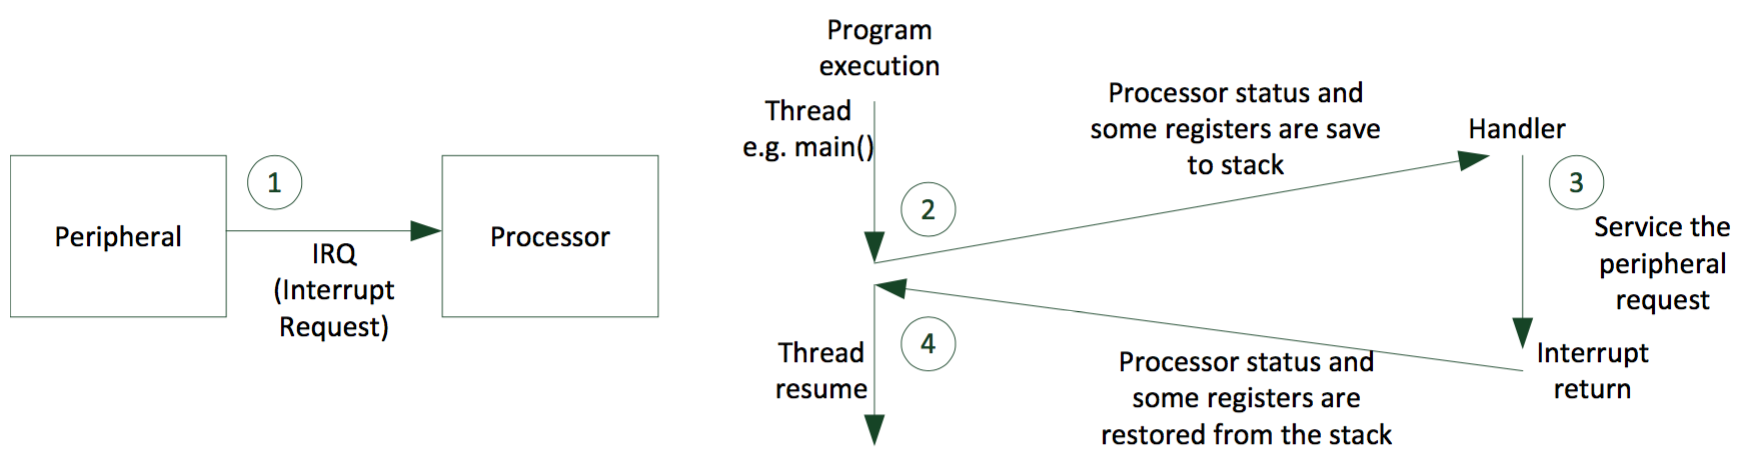 Peripheral
1
IRQ
(Interrupt
Request)
Processor
Program
execution
Thread
e.g. main()
2
Processor status and
some registers are save
to stack
Handler
3
Service the
peripheral
request
Interrupt
return
4
Processor status and
some registers are
restored from the stack
Thread
resume